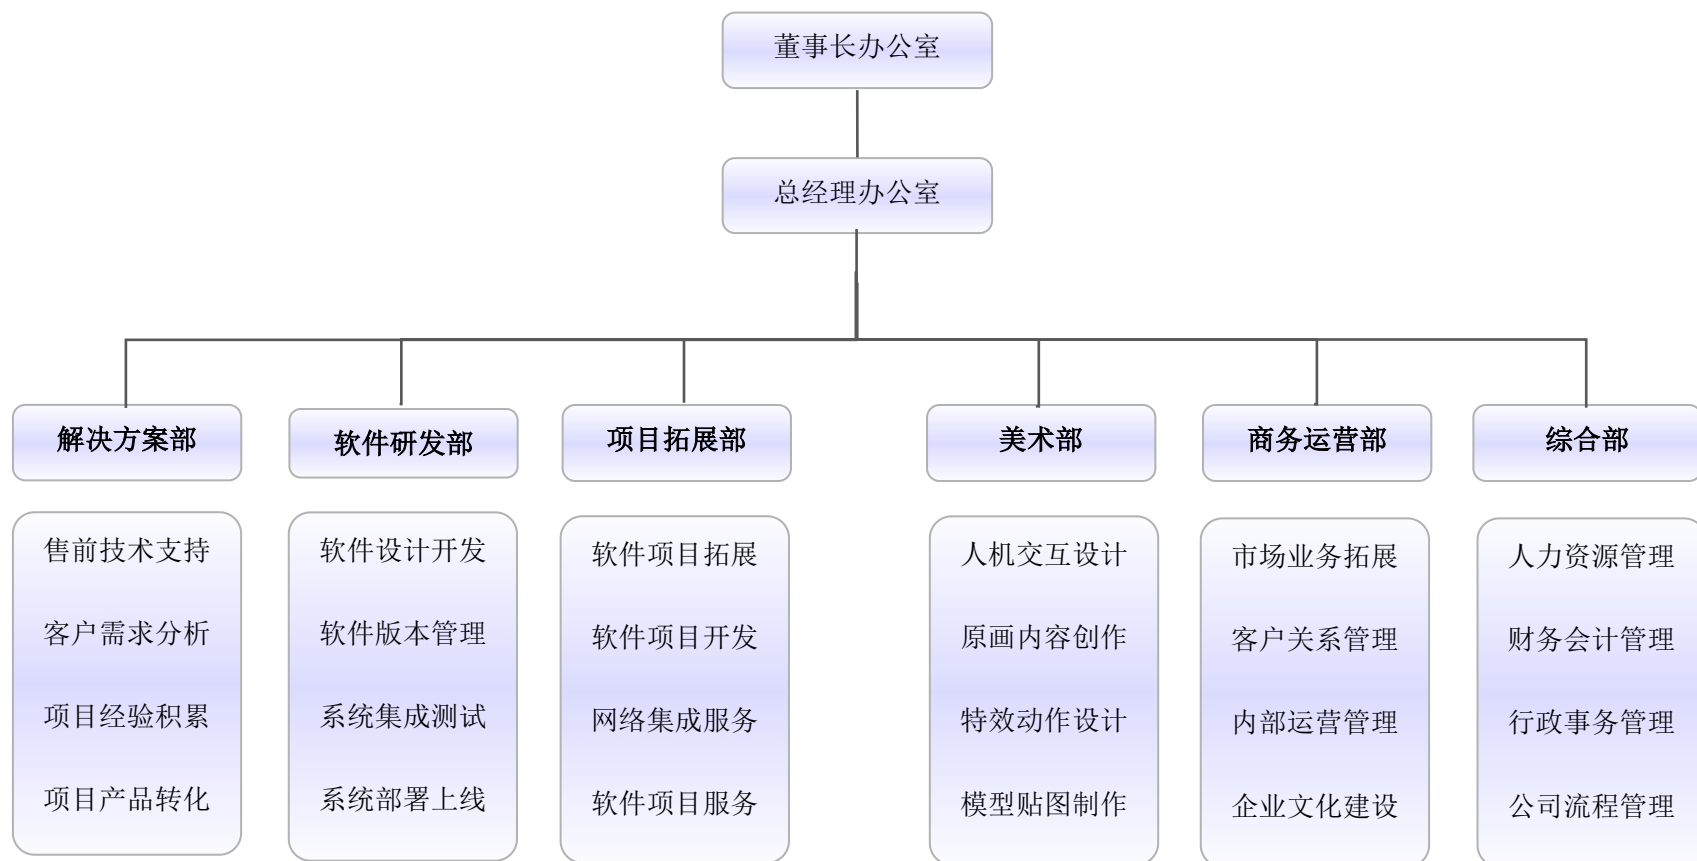 董事长办公室
总经理办公室
解决方案部
软件研发部
项目拓展部
美术部
商务运营部
综合部
售前技术支持
客户需求分析
项目经验积累
项目产品转化
软件设计开发
软件版本管理
系统集成测试
系统部署上线
软件项目拓展
软件项目开发
网络集成服务
软件项目服务
人机交互设计
原画内容创作
特效动作设计
模型贴图制作
市场业务拓展
客户关系管理
内部运营管理
企业文化建设
人力资源管理
财务会计管理
行政事务管理
公司流程管理